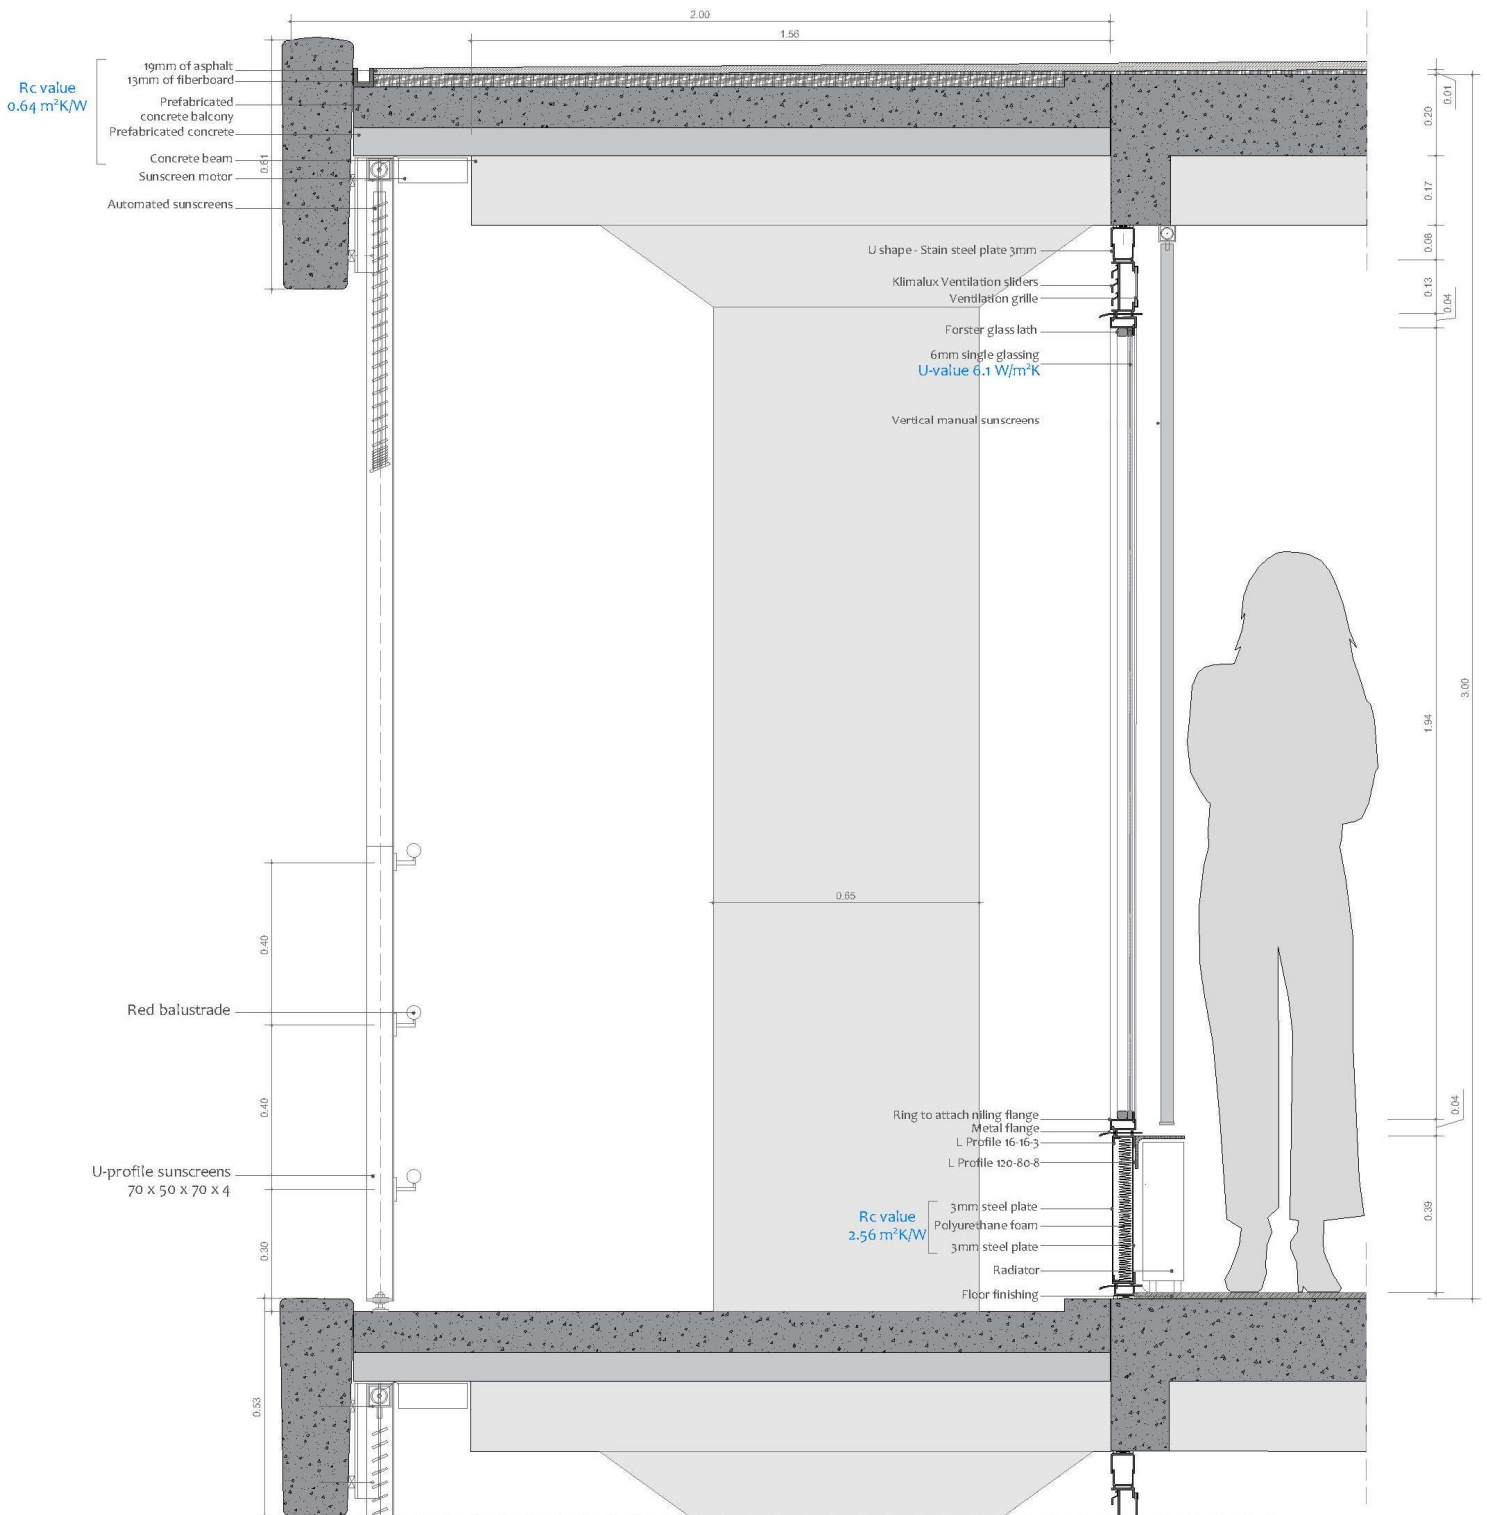 2.00
1.56
19mm of asphalt
13mm of fiberboard
Rc value
0.64 m²K/W
Prefabricated
concrete balcony
Prefabricated concrete
Concrete beam
Sunscreen motor
Automated sunscreens
0.61
0.01
0.20
0.17
0.08
0.13
0.04
U shape - Stain steel plate 3mm
Klimalux Ventilation sliders
Ventilation grille
Forster glass lath
6mm single glassing
U-value 6.1 W/m²K
Vertical manual sunscreens
3.00
1.94
0.65
0.40
Red balustrade
0.40
U-profile sunscreens
70 x 50 x 70 x 4
0.30
0.04
Ring to attach niling flange
Metal flange
L Profile 16-16-3
L Profile 120-80-8
Rc value
2.56 m²K/W
3mm steel plate
Polyurethane foam
3mm steel plate
Radiator
Floor finishing
0.39
0.53